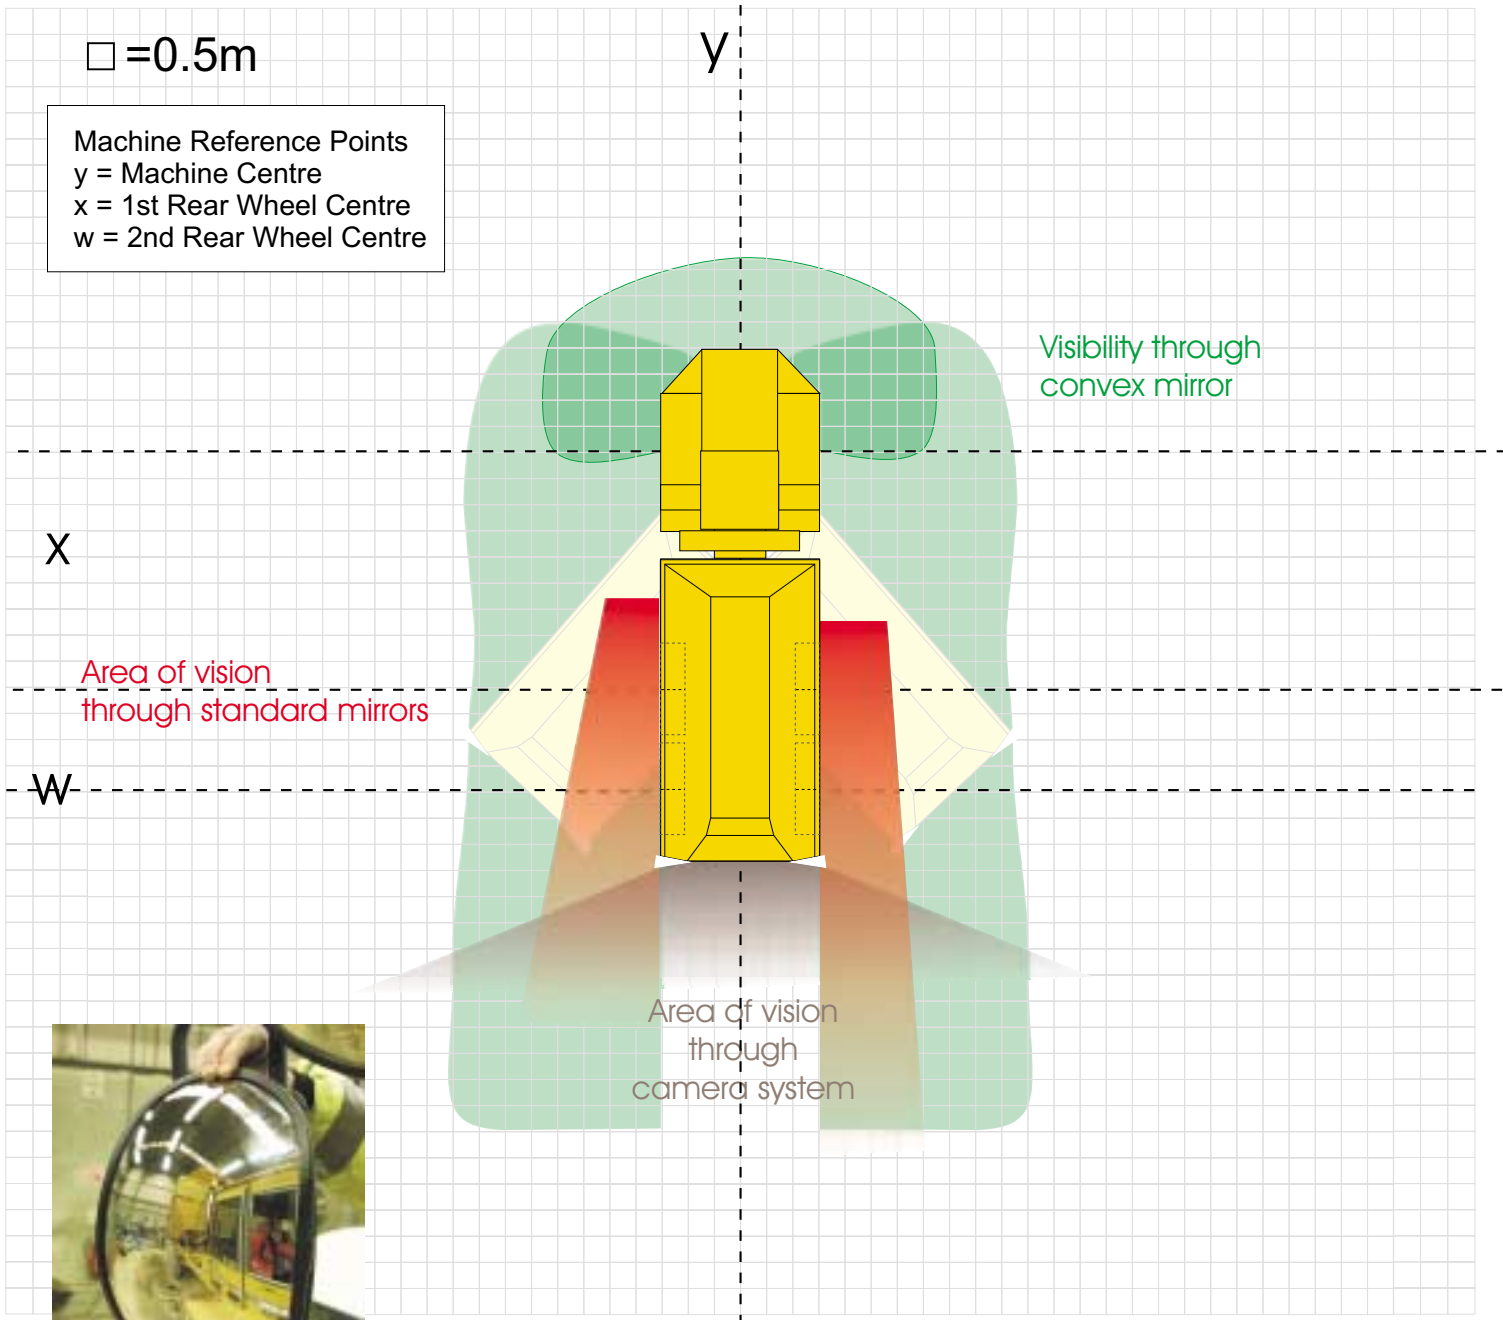 □ =0.5m
y
Machine Reference Points
y = Machine Centre
x = 1st Rear Wheel Centre
w = 2nd Rear Wheel Centre
Visibility through
convex mirror
x
Area of vision
through standard mirrors
w
Area of vision
through
camera system